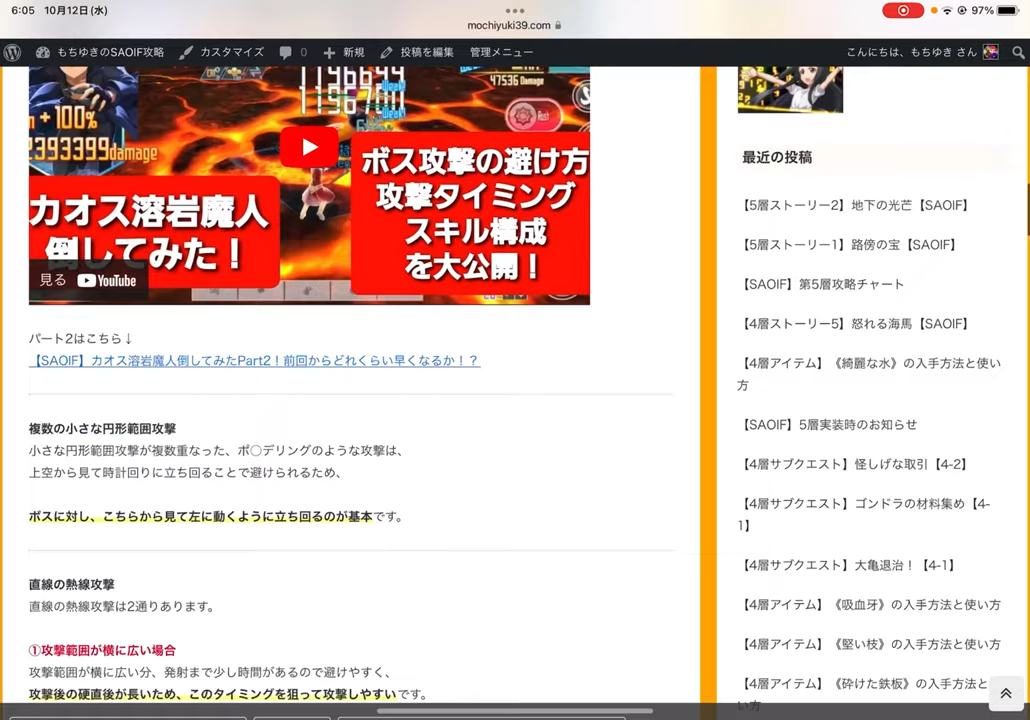 6:05 10月12日(水)
mochiyuki39.com
97%
もちゆきのSAOIF攻略 カスタマイズ 0 新規 投稿を編集 管理メニュー
こんにちは、もちゆき さん
47536 Damage
Weak!
Weak!
+ 100%
2393399damage
カオス溶岩魔人
倒してみた！
ボス攻撃の避け方
攻撃タイミング
スキル構成
を大公開！
見る YouTube
パート2はこちら↓
【SAOIF】カオス溶岩魔人倒してみたPart2！前回からどれくらい早くなるか！？
複数の小さな円形範囲攻撃
小さな円形範囲攻撃が複数重なった、ポ〇デリングのような攻撃は、
上空から見て時計回りに立ち回ることで避けられるため、
ボスに対し、こちらから見て左に動くように立ち回るのが基本です。
直線の熱線攻撃
直線の熱線攻撃は2通りあります。
①攻撃範囲が横に広い場合
攻撃範囲が横に広い分、発射まで少し時間があるので避けやすく、
攻撃後の硬直後が長いため、このタイミングを狙って攻撃しやすいです。
最近の投稿
【5層ストーリー2】地下の光芒【SAOIF】
【5層ストーリー1】路傍の宝【SAOIF】
【SAOIF】第5層攻略チャート
【4層ストーリー5】怒れる海馬【SAOIF】
【4層アイテム】《綺麗な水》の入手方法と使い
方
【SAOIF】5層実装時のお知らせ
【4層サブクエスト】怪しげな取引【4-2】
【4層サブクエスト】ゴンドラの材料集め【4-
1】
【4層サブクエスト】大亀退治！【4-1】
【4層アイテム】《吸血牙》の入手方法と使い方
【4層アイテム】《堅い枝》の入手方法と使い方
【4層アイテム】《砕けた鉄板》の入手方法と
い方